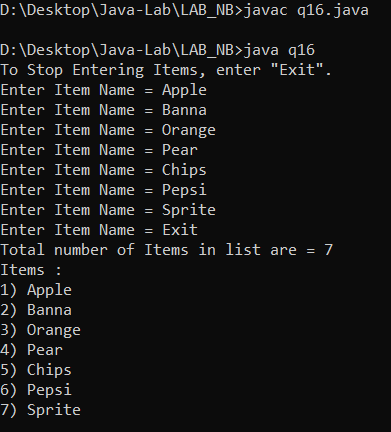 D:\Desktop\Java-Lab\LAB_NB>javac q16.java
D:\Desktop\Java-Lab\LAB_NB>java q16
To Stop Entering Items, enter "Exit".
Enter Item Name = Apple
Enter Item Name = Banna
Enter Item Name = Orange
Enter Item Name = Pear
Enter Item Name = Chips
Enter Item Name = Pepsi
Enter Item Name = Sprite
Enter Item Name = Exit
Total number of Items in list are = 7
Items :
1) Apple
2) Banna
3) Orange
4) Pear
5) Chips
6) Pepsi
7) Sprite